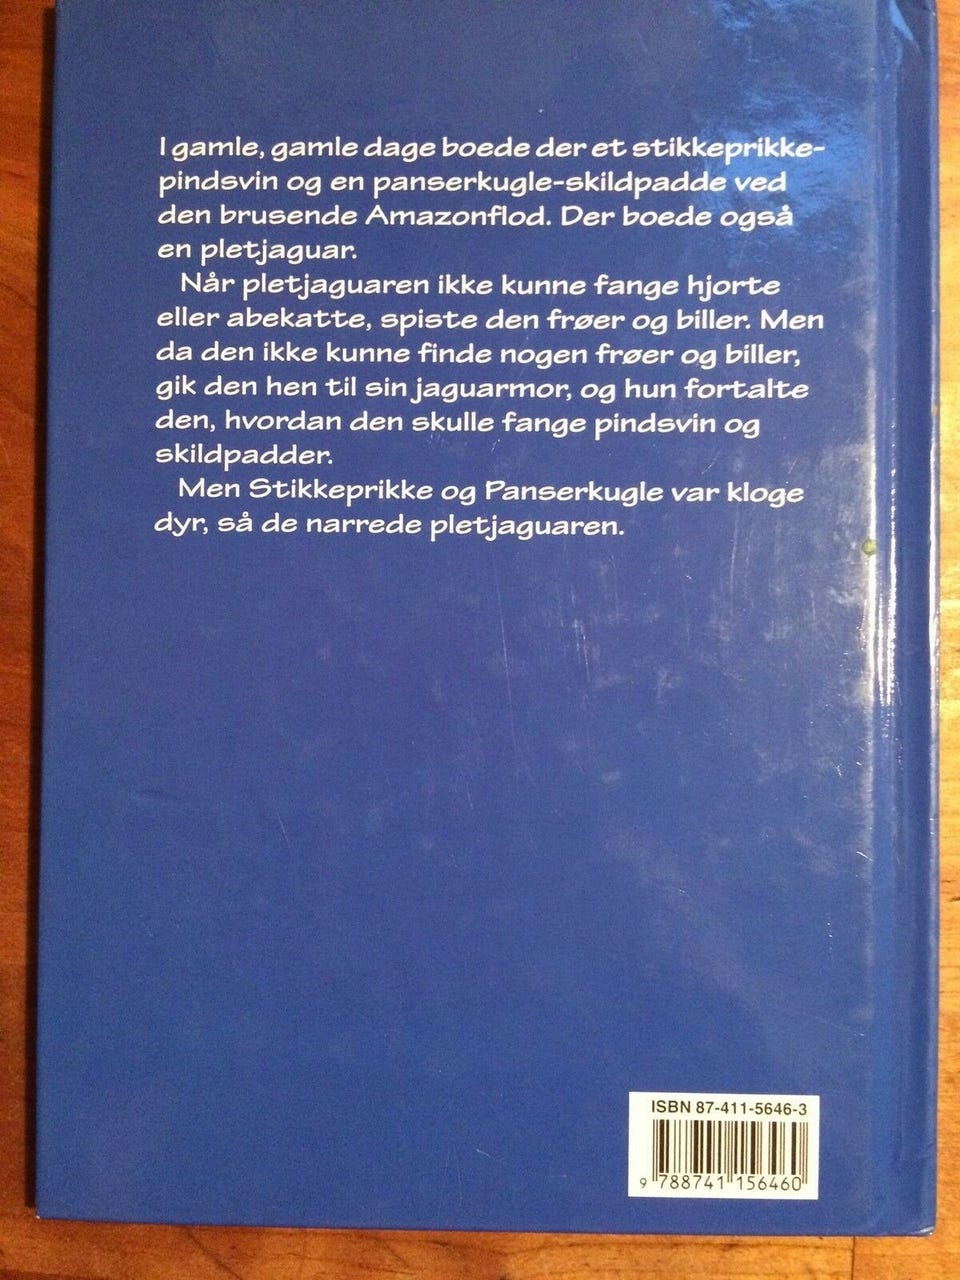 I gamle, gamle dage boede der et stikkeprikke-
pindsvin og en panserkugle-skildpadde ved
den brusende Amazonflod. Der boede også
en pletjaguar.
Når pletjaguaren ikke kunne fange hjorte
eller abekatte, spiste den frøer og biller. Men
da den ikke kunne finde nogen frøer og biller,
gik den hen til sin jaguarmor, og hun fortalte
den, hvordan den skulle fange pindsvin og
skildpadder.
Men Stikkeprikke og Panserkugle var kloge
dyr, så de narrede pletjaguaren.
ISBN 87-411-5646-3
9 788741 156460